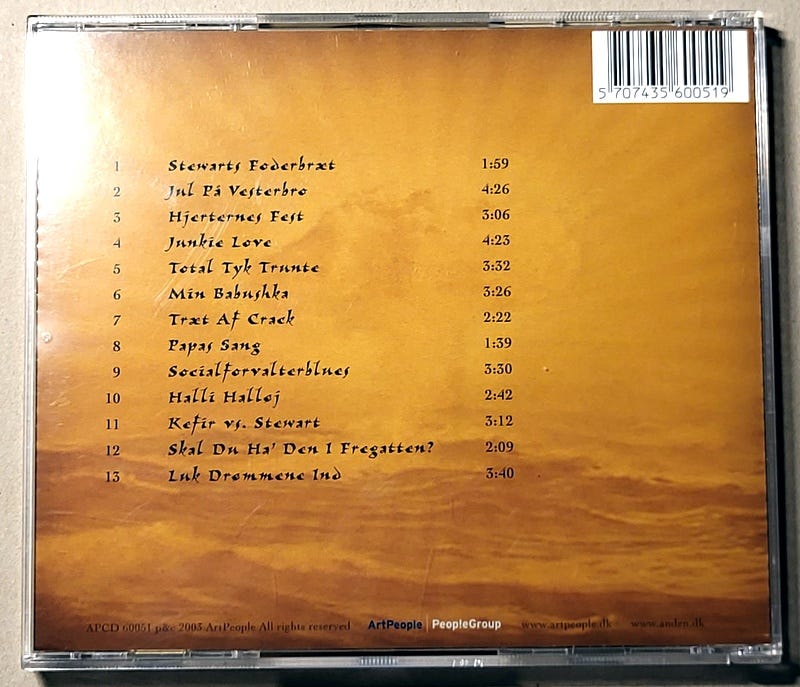 5 707435 600519
1 Stewarts Foderbræt 1:59
2 Jul På Vesterbro 4:26
3 Hjerternes Fest 3:06
4 Junkie Love 4:23
5 Total Tyk Trunte 3:32
6 Min Babushka 3:26
7 Træt Af Crack 2:22
8 Papas Sang 1:39
9 Socialforvalterblues 3:30
10 Halli Halløj 2:42
11 Kefir vs. Stewart 3:12
12 Skal Du Ha' Den I Fregatten? 2:09
13 Luk Drømmene Ind 3:40
APCD 60051 p&c 2003 ArtPeople All rights reserved ArtPeople | PeopleGroup www.artpeople.dk www.anden.dk